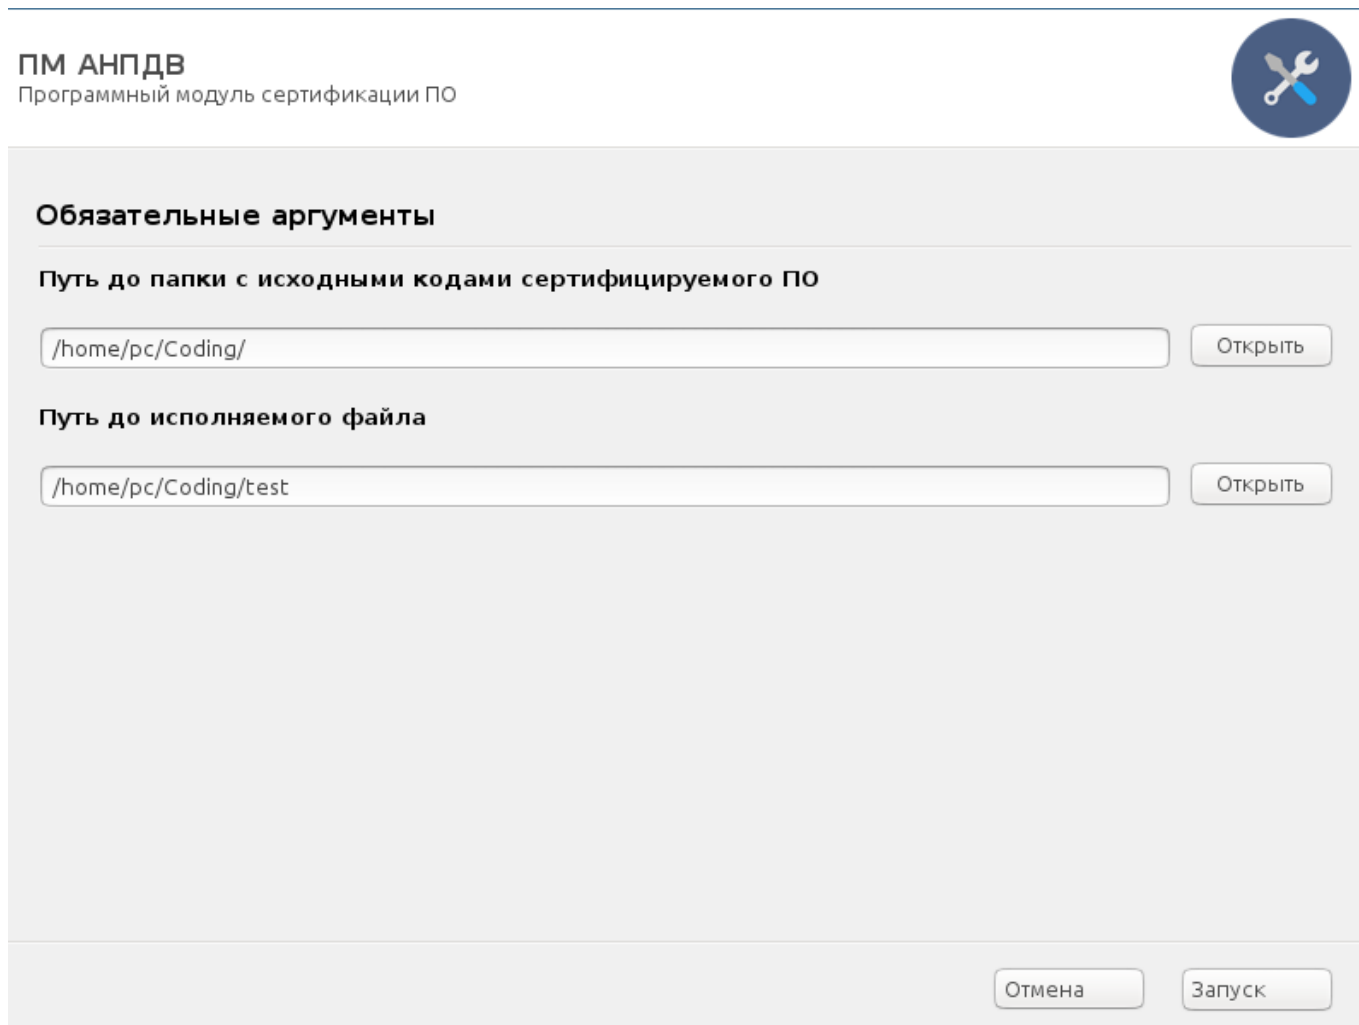 ПМ АНПДВ
Программный модуль сертификации ПО
Обязательные аргументы
Путь до папки с исходными кодами сертифицируемого ПО
/home/pc/Coding/
Открыть
Путь до исполняемого файла
/home/pc/Coding/test
Открыть
Отмена
Запуск